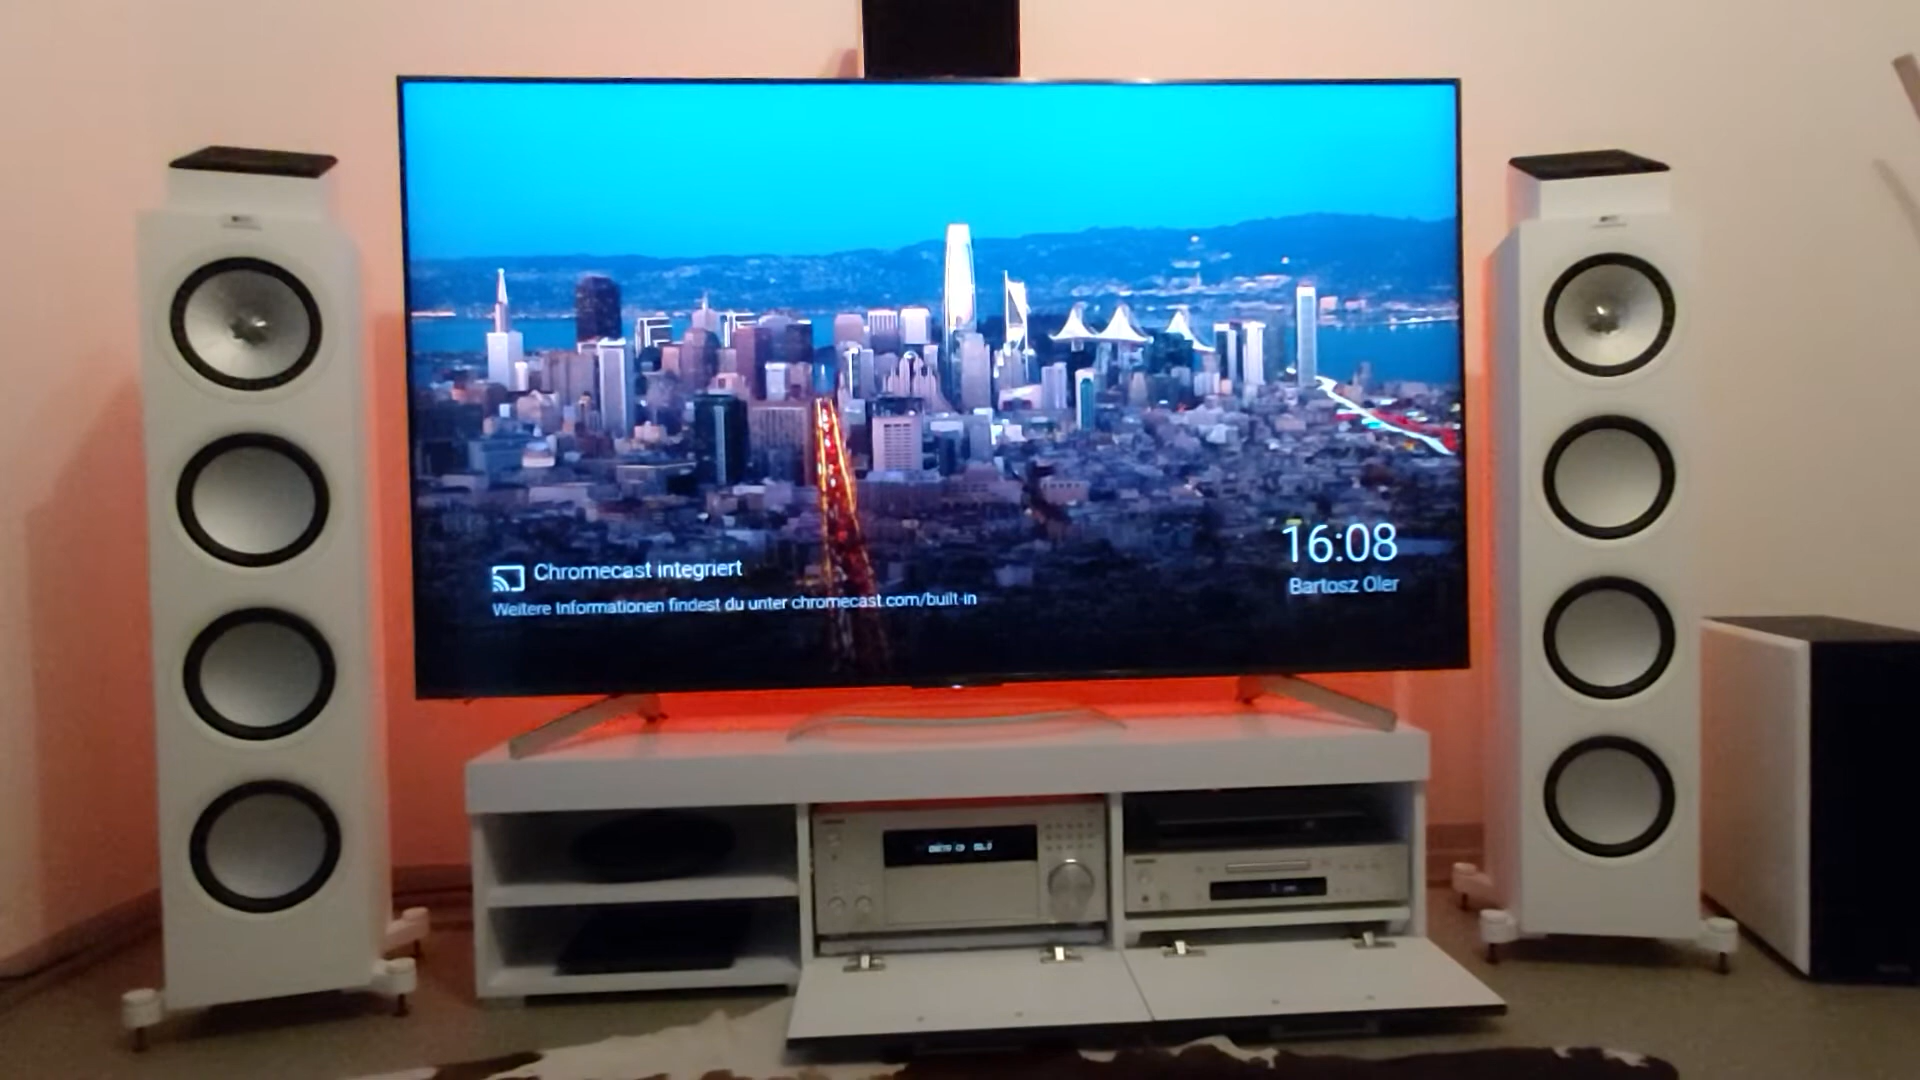 Chromecast integriert
Weitere Informationen findest du unter chromecast.com/built-in
16:08
Bartosz Oler